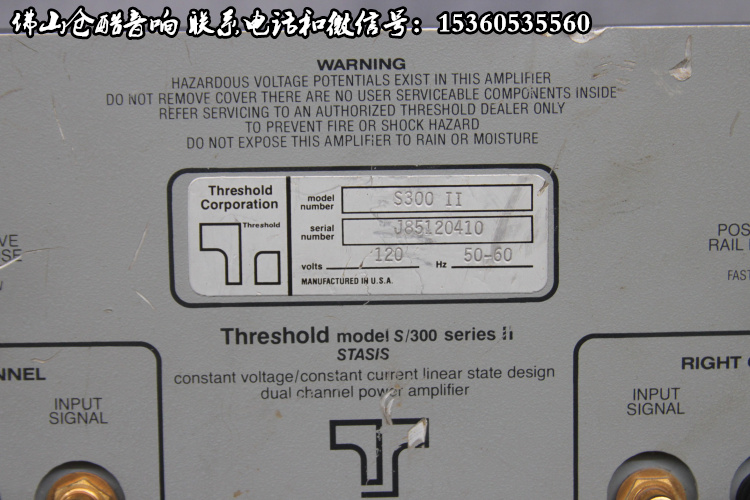 佛山仓酷音响 联系电话和微信号：15360535560
WARNING
HAZARDOUS VOLTAGE POTENTIALS EXIST IN THIS AMPLIFIER
DO NOT REMOVE COVER THERE ARE NO USER SERVICEABLE COMPONENTS INSIDE
REFER SERVICING TO AN AUTHORIZED THRESHOLD DEALER ONLY
TO PREVENT FIRE OR SHOCK HAZARD
DO NOT EXPOSE THIS AMPLIFIER TO RAIN OR MOISTURE
Threshold
Corporation
Threshold
model
number
S300 II
serial
number
J85120410
volts 120 Hz 50-60
MANUFACTURED IN U.S.A.
POS
RAIL
FAST
Threshold model S/300 series II
STASIS
constant voltage/constant current linear state design
dual channel power amplifier
NNEL
INPUT
SIGNAL
RIGHT
INPUT
SIGNAL